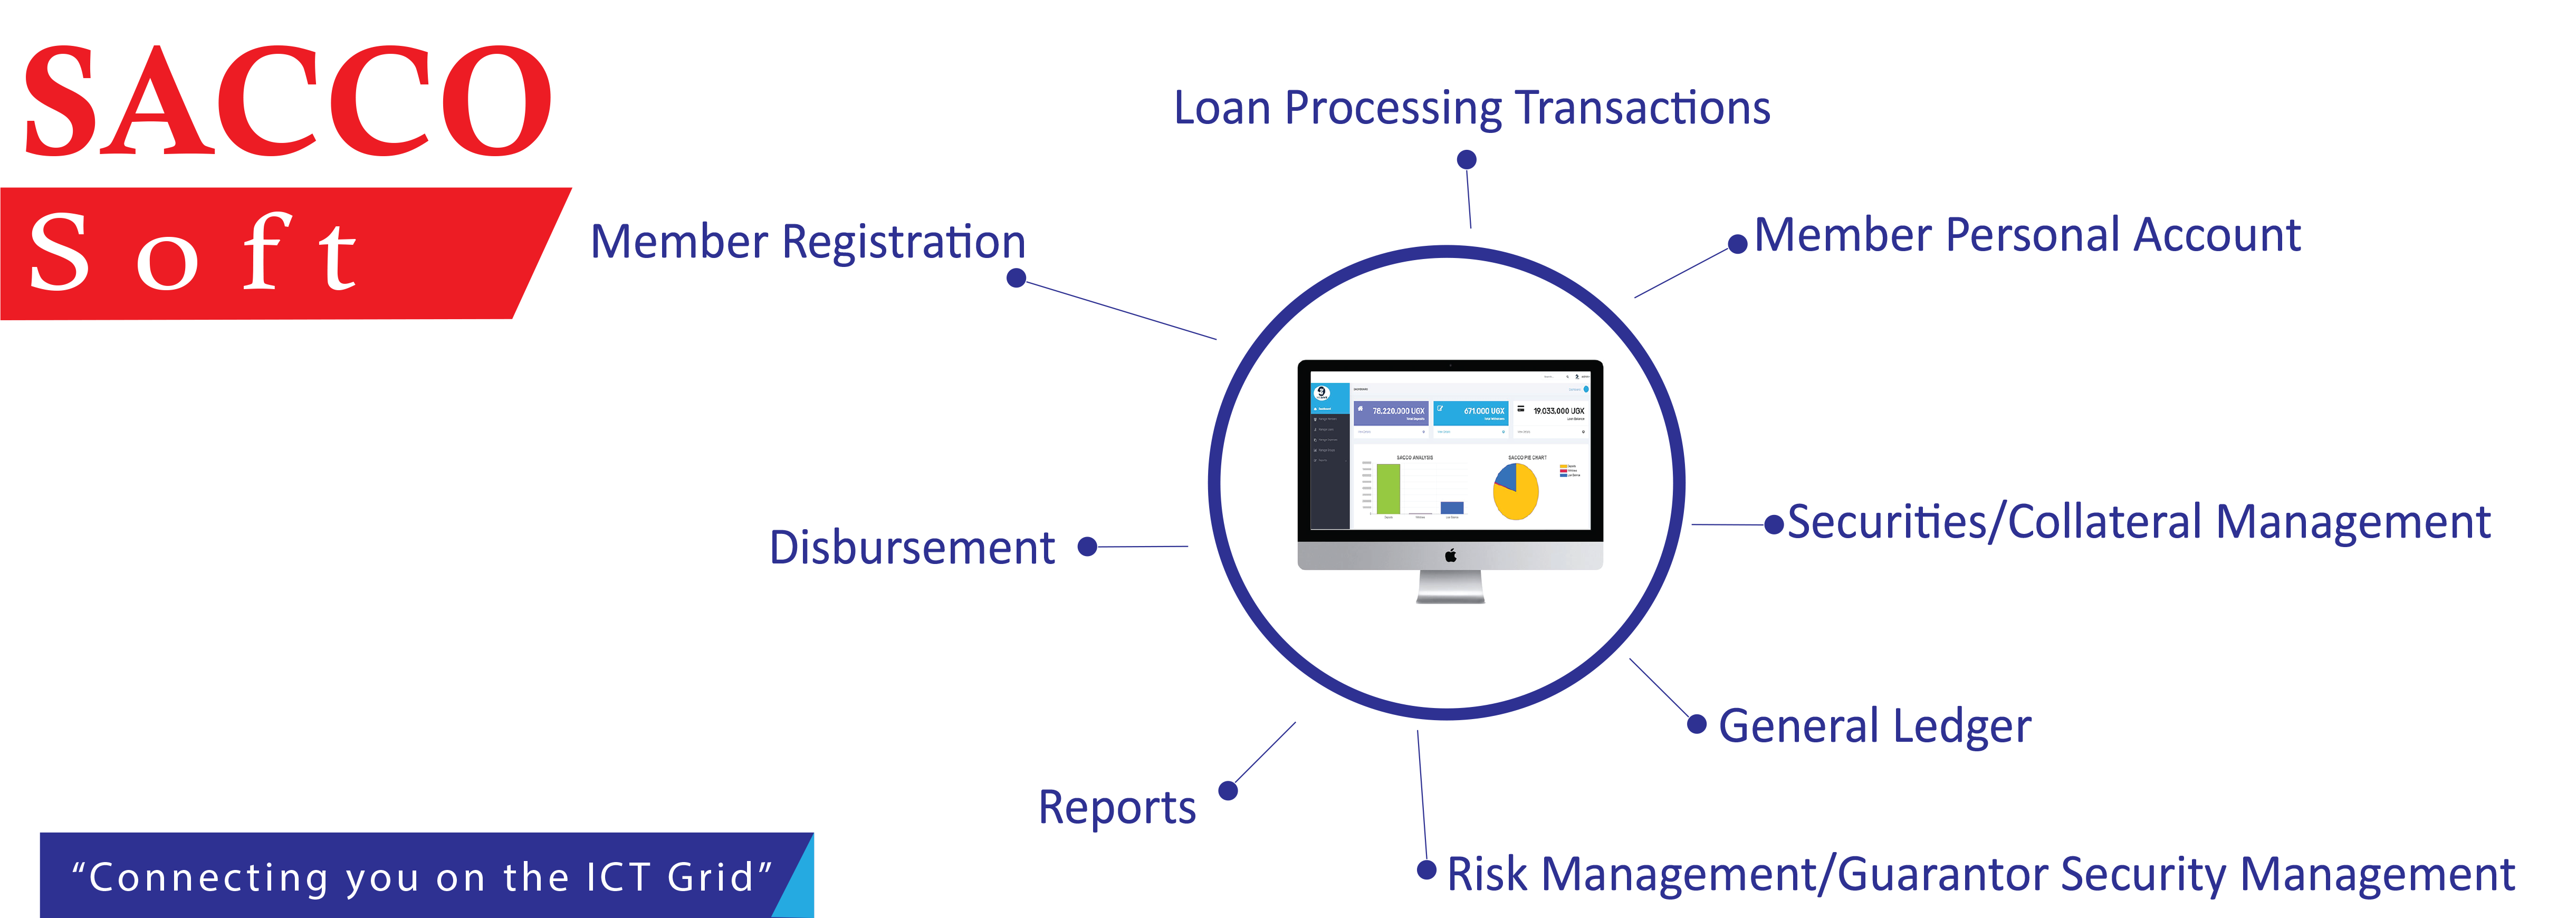 SACCO
Soft
Loan Processing Transactions
Member Registration
Member Personal Account
78.220.000 UGX
671.000 UGX
19.033.000 UGX
SACCO ANALYSIS
SACCO PIE CHART
Disbursement
Securities/Collateral Management
General Ledger
Reports
Risk Management/Guarantor Security Management
“Connecting you on the ICT Grid”